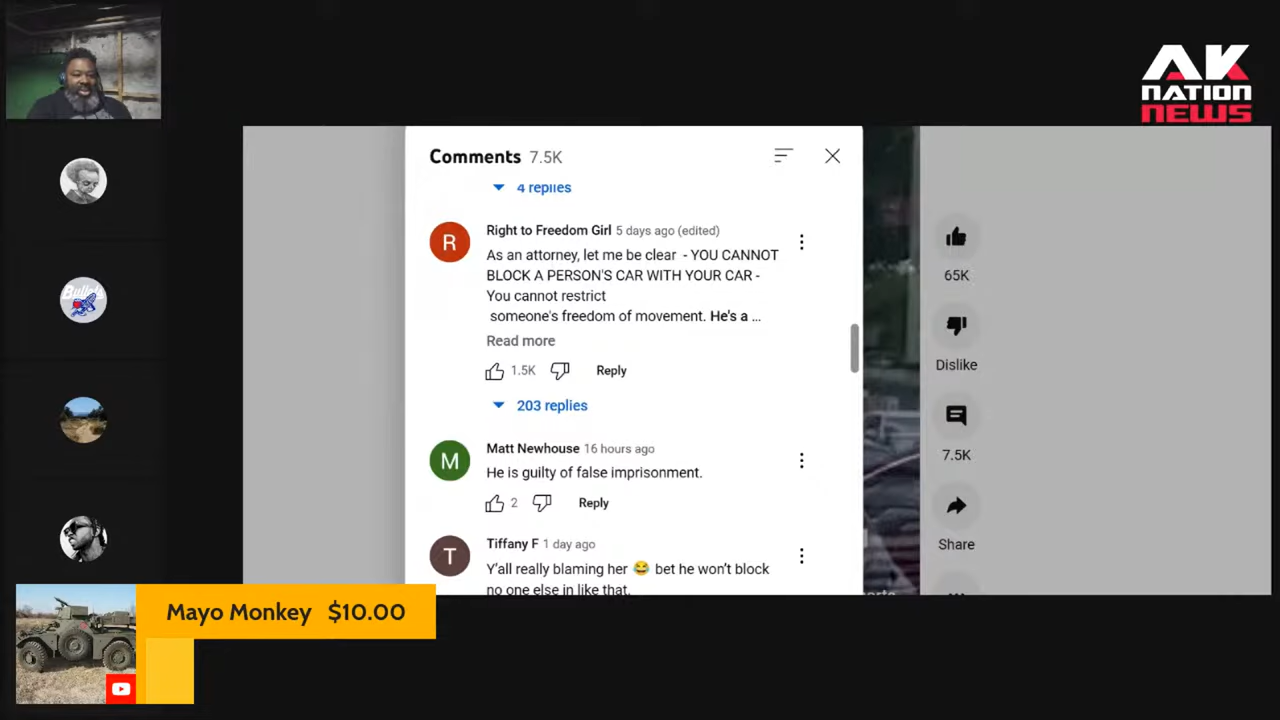 AK
NATION
NEWS
Comments 7.5K
4 replies
R
Right to Freedom Girl 5 days ago (edited)
As an attorney, let me be clear - YOU CANNOT
BLOCK A PERSON'S CAR WITH YOUR CAR -
You cannot restrict
someone's freedom of movement. He's a ...
Read more
1.5K Reply
203 replies
M
Matt Newhouse 16 hours ago
He is guilty of false imprisonment.
2 Reply
T
Tiffany F 1 day ago
Y'all really blaming her 😂 bet he won't block
no one else in like that.
65K
Dislike
7.5K
Share
Bullets
Mayo Monkey $10.00